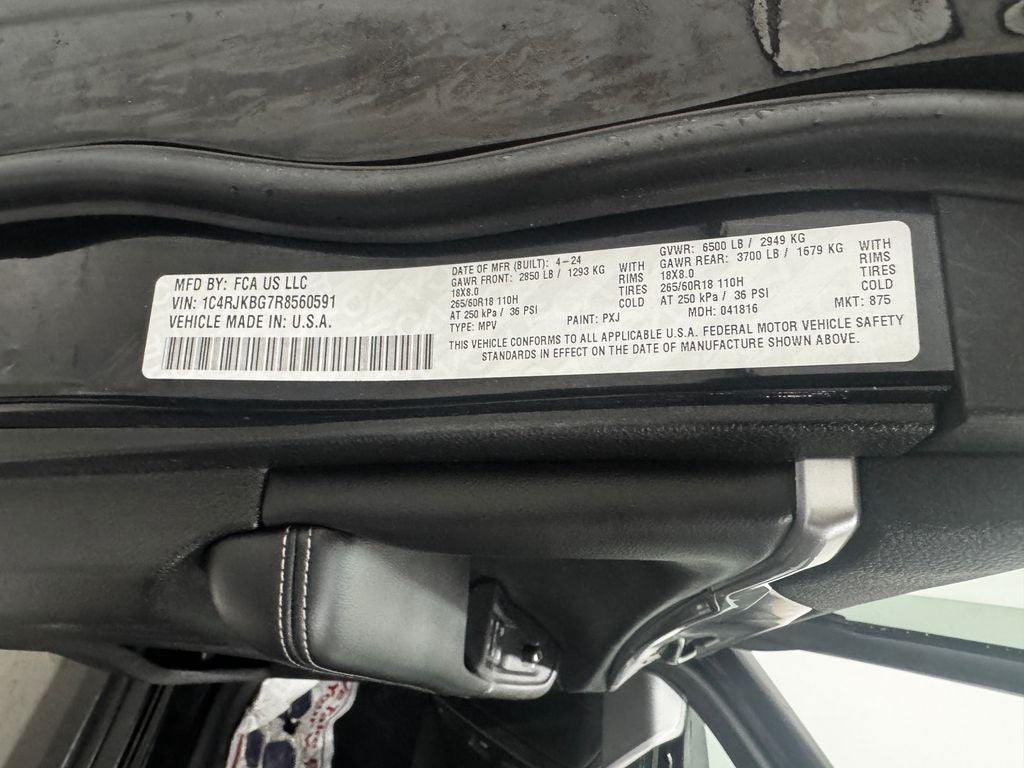 MFD BY: FCA US LLC
VIN: 1C4RJKBG7R8560591
VEHICLE MADE IN: U.S.A.
DATE OF MFR (BUILT): 4-24
GAWR FRONT: 2850 LB / 1293 KG WITH
18X8.0 RIMS
265/60R18 110H TIRES
AT 250 kPa / 36 PSI COLD
TYPE: MPV PAINT: PXJ
GVWR: 6500 LB / 2949 KG
GAWR REAR: 3700 LB / 1679 KG WITH
18X8.0 RIMS
265/60R18 110H TIRES
AT 250 kPa / 36 PSI COLD
MDH: 041816 MKT: 875
THIS VEHICLE CONFORMS TO ALL APPLICABLE U.S.A. FEDERAL MOTOR VEHICLE SAFETY
STANDARDS IN EFFECT ON THE DATE OF MANUFACTURE SHOWN ABOVE.